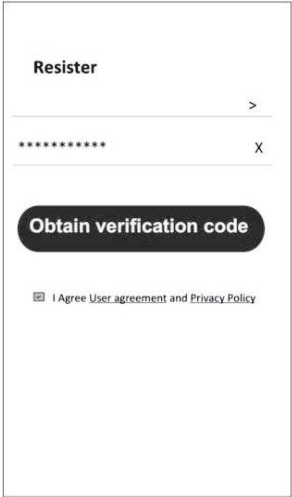 Resister
>
*********** X
Obtain verification code
I Agree User agreement and Privacy Policy